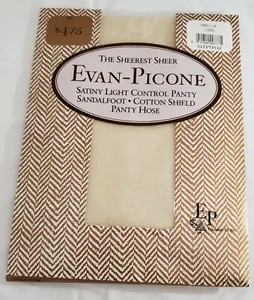 $4.75
THE SHEEREST SHEER
EVAN-PICONE
SATINY LIGHT CONTROL PANTY
SANDALFOOT • COTTON SHIELD
PANTY HOSE
EP